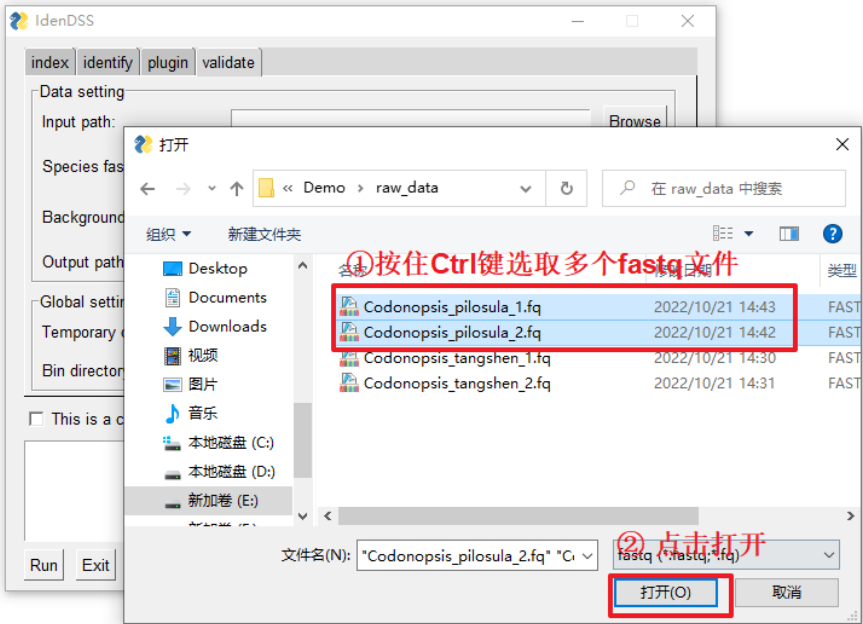 IdenDSS
index identify plugin validate
Data setting
Input path: Browse
打开
Species fas
« Demo › raw_data
在 raw_data 中搜索
Background
组织 新建文件夹
①按住Ctrl键选取多个fastq文件
Output path
名称 修改日期 类型
Desktop
Global settin
Documents
Codonopsis_pilosula_1.fq 2022/10/21 14:43 FAST
Temporary
Downloads
Codonopsis_pilosula_2.fq 2022/10/21 14:42 FAST
视频
Codonopsis_tangshen_1.fq 2022/10/21 14:30 FAST
Bin directory
图片
Codonopsis_tangshen_2.fq 2022/10/21 14:31 FAST
This is a c
音乐
本地磁盘 (C:)
本地磁盘 (D:)
新加卷 (E:)
② 点击打开
文件名(N): "Codonopsis_pilosula_2.fq" "Co
fastq (*.fastq;*.fq)
Run Exit
打开(O) 取消